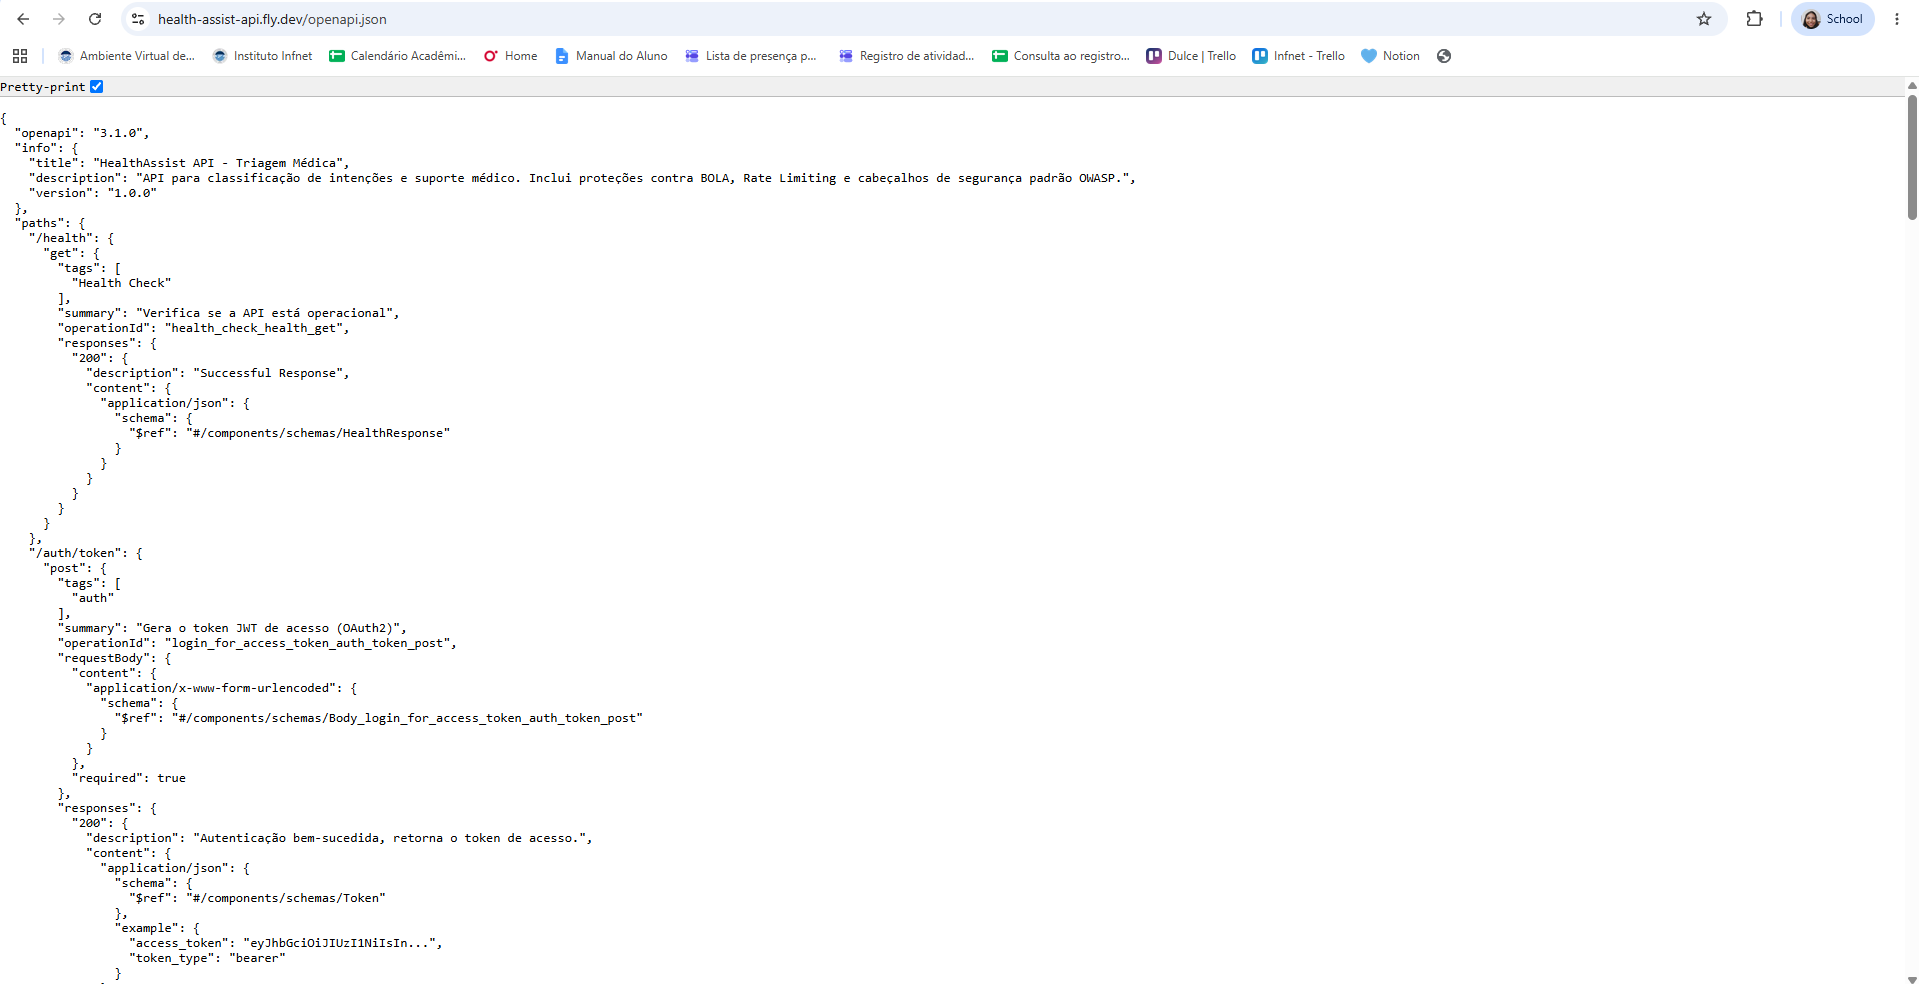 health-assist-api.fly.dev/openapi.json
School
Ambiente Virtual de...
Instituto Infnet
Calendário Acadêmi...
Home
Manual do Aluno
Lista de presença p...
Registro de atividad...
Consulta ao registro...
Dulce | Trello
Infnet - Trello
Notion
Pretty-print
{
  "openapi": "3.1.0",
  "info": {
    "title": "HealthAssist API - Triagem Médica",
    "description": "API para classificação de intenções e suporte médico. Inclui proteções contra BOLA, Rate Limiting e cabeçalhos de segurança padrão OWASP.",
    "version": "1.0.0"
  },
  "paths": {
    "/health": {
      "get": {
        "tags": [
          "Health Check"
        ],
        "summary": "Verifica se a API está operacional",
        "operationId": "health_check_health_get",
        "responses": {
          "200": {
            "description": "Successful Response",
            "content": {
              "application/json": {
                "schema": {
                  "$ref": "#/components/schemas/HealthResponse"
                }
              }
            }
          }
        }
      }
    },
    "/auth/token": {
      "post": {
        "tags": [
          "auth"
        ],
        "summary": "Gera o token JWT de acesso (OAuth2)",
        "operationId": "login_for_access_token_auth_token_post",
        "requestBody": {
          "content": {
            "application/x-www-form-urlencoded": {
              "schema": {
                "$ref": "#/components/schemas/Body_login_for_access_token_auth_token_post"
              }
            }
          },
          "required": true
        },
        "responses": {
          "200": {
            "description": "Autenticação bem-sucedida, retorna o token de acesso.",
            "content": {
              "application/json": {
                "schema": {
                  "$ref": "#/components/schemas/Token"
                },
                "example": {
                  "access_token": "eyJhbGciOiJIUzI1NiIsIn...",
                  "token_type": "bearer"
                }